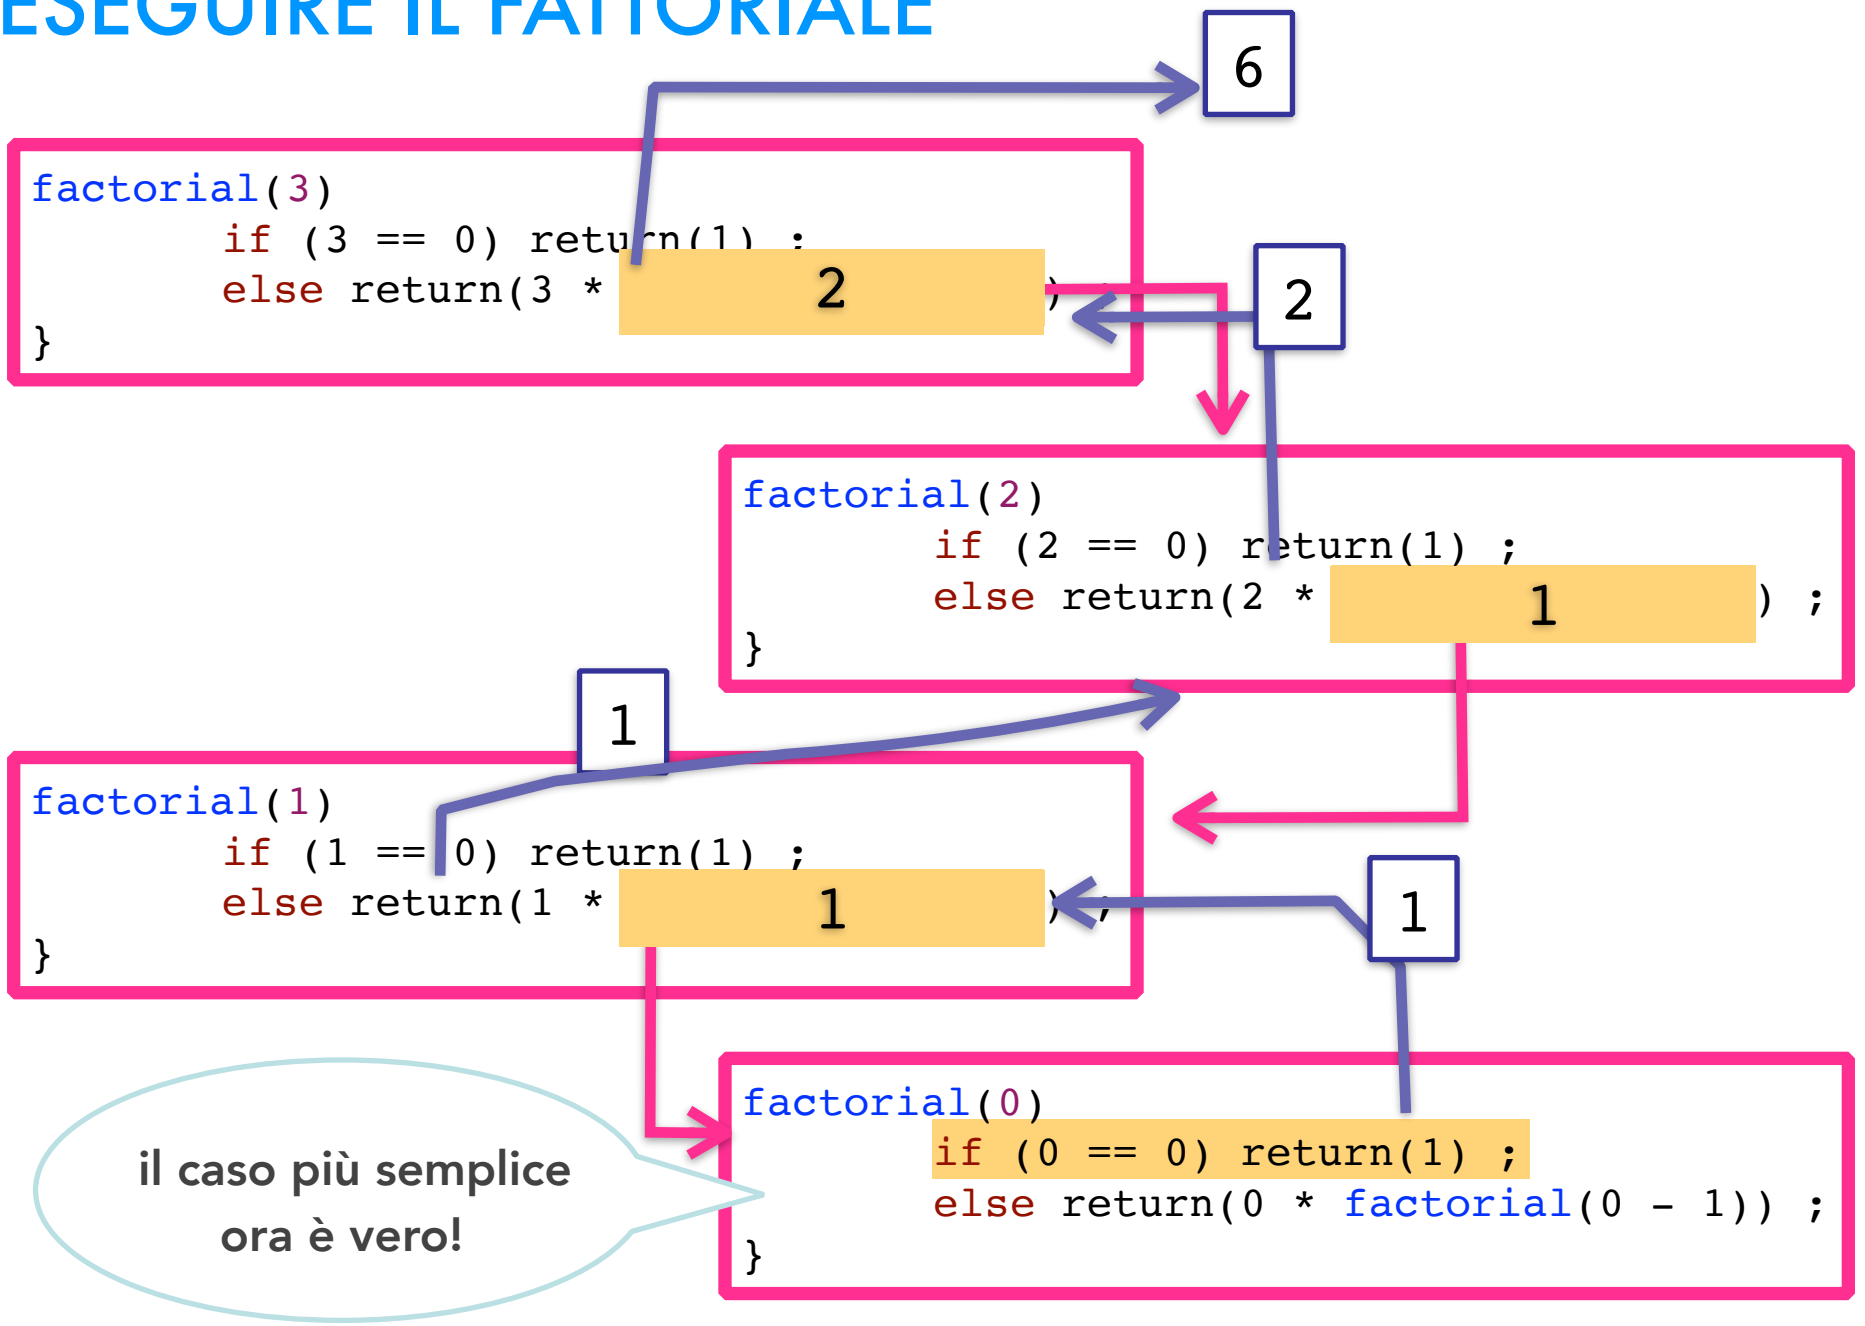 ESEGUIRE IL FATTORIALE
6
factorial(3)
if (3 == 0) return(1) ;
else return(3 * 2 ) ;
}
2
factorial(2)
if (2 == 0) return(1) ;
else return(2 * 1 ) ;
}
1
factorial(1)
if (1 == 0) return(1) ;
else return(1 * 1 ) ;
}
1
factorial(0)
if (0 == 0) return(1) ;
else return(0 * factorial(0 - 1)) ;
}
il caso più semplice
ora è vero!